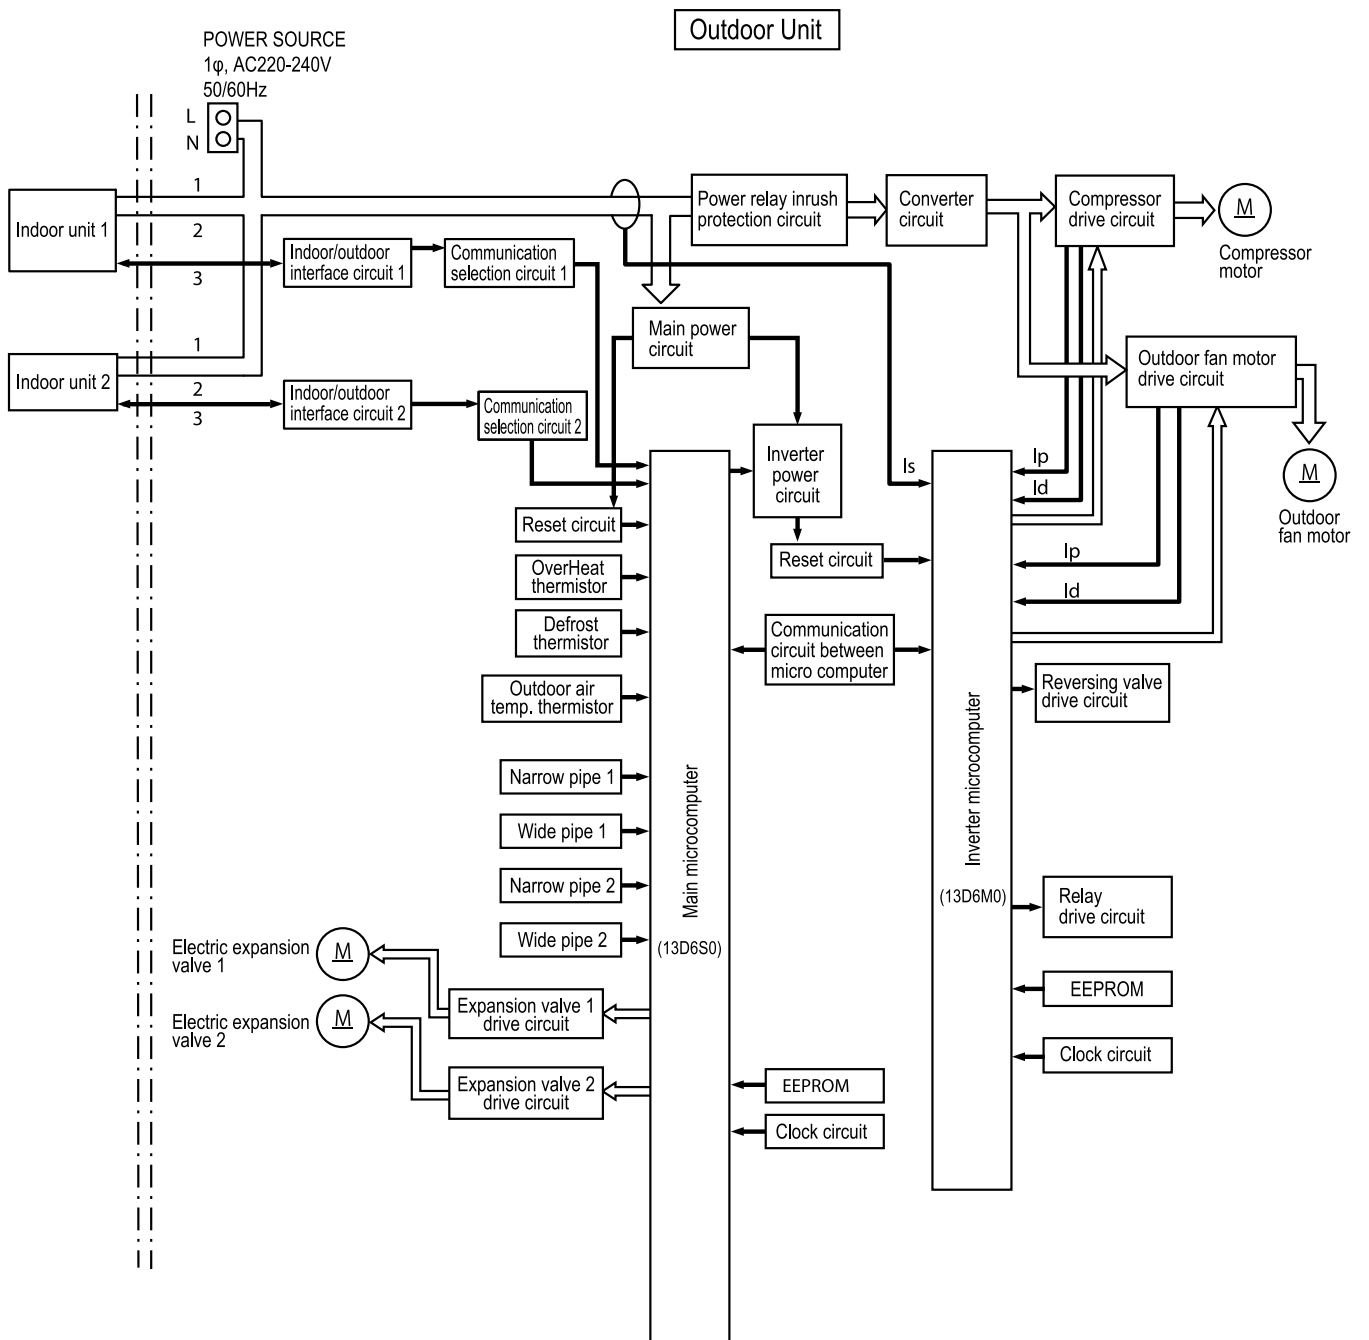 Outdoor Unit
POWER SOURCE
1φ, AC220-240V
50/60Hz
L
N
1
2
3
Indoor unit 1
Indoor/outdoor
interface circuit 1
Communication
selection circuit 1
Power relay inrush
protection circuit
Converter
circuit
Compressor
drive circuit
M
Compressor
motor
Main power
circuit
1
2
3
Indoor unit 2
Indoor/outdoor
interface circuit 2
Communication
selection circuit 2
Outdoor fan motor
drive circuit
M
Outdoor
fan motor
Inverter
power
circuit
Is
Ip
Id
Ip
Id
Reset circuit
Reset circuit
OverHeat
thermistor
Defrost
thermistor
Outdoor air
temp. thermistor
Communication
circuit between
micro computer
Reversing valve
drive circuit
Narrow pipe 1
Wide pipe 1
Narrow pipe 2
Wide pipe 2
Main microcomputer
(13D6S0)
Inverter microcomputer
(13D6M0)
Relay
drive circuit
EEPROM
Clock circuit
Electric expansion
valve 1
M
Expansion valve 1
drive circuit
Electric expansion
valve 2
M
Expansion valve 2
drive circuit
EEPROM
Clock circuit